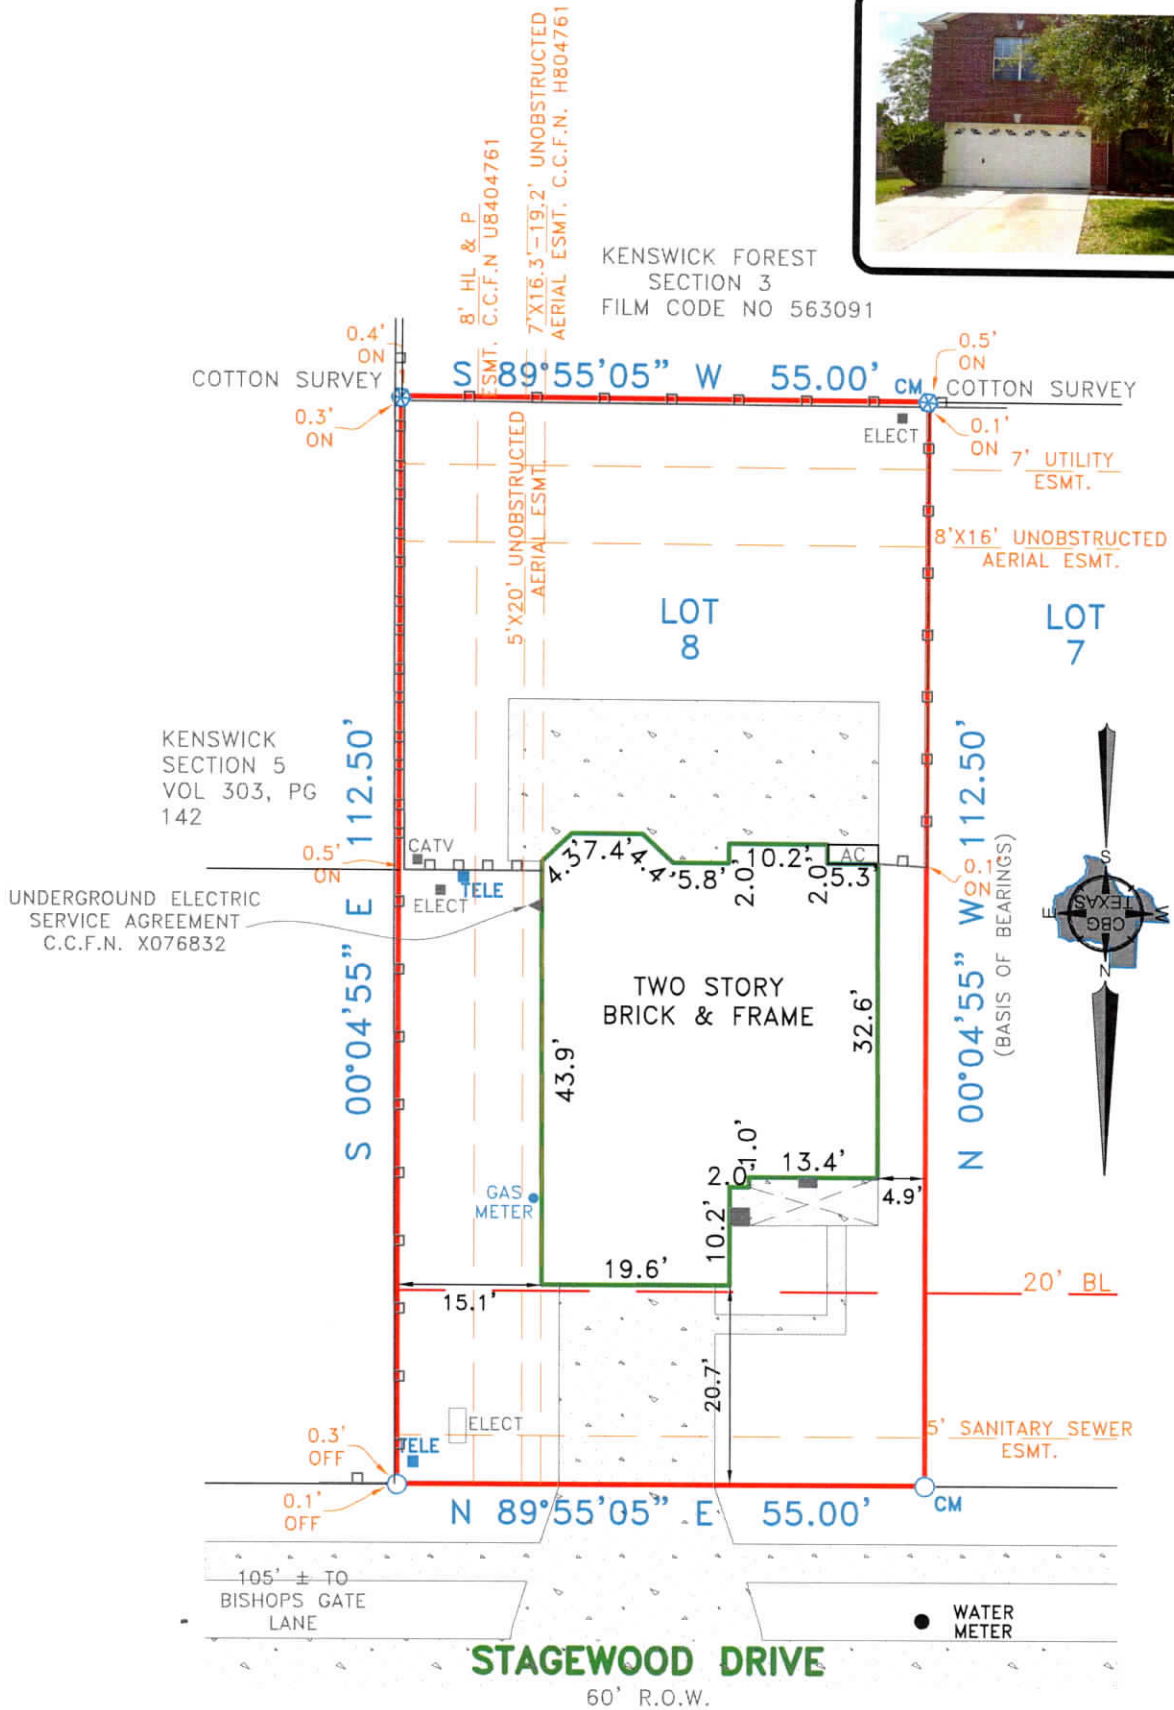 8' HL & P
ESMT. C.C.F.N U8404761
7'X16.3'-19.2' UNOBSTRUCTED
AERIAL ESMT. C.C.F.N. H804761
KENSWICK FOREST
SECTION 3
FILM CODE NO 563091
0.4'
ON
COTTON SURVEY
S 89°55'05" W 55.00'
CM
0.5'
ON
COTTON SURVEY
0.3'
ON
ELECT
0.1'
ON
7' UTILITY
ESMT.
5'X20' UNOBSTRUCTED
AERIAL ESMT.
8'X16' UNOBSTRUCTED
AERIAL ESMT.
LOT
8
LOT
7
KENSWICK
SECTION 5
VOL 303, PG
142
S 00°04'55" E 112.50'
N 00°04'55" W 112.50'
(BASIS OF BEARINGS)
0.5'
ON
CATV
ELECT
TELE
4.3'
7.4'
4.4'
5.8'
2.0'
10.2'
2.0'
AC
5.3'
0.1'
ON
UNDERGROUND ELECTRIC
SERVICE AGREEMENT
C.C.F.N. X076832
S
E
W
N
CBG
TEXAS
TWO STORY
BRICK & FRAME
43.9'
32.6'
GAS
METER
2.0'
1.0'
13.4'
4.9'
10.2'
19.6'
15.1'
20' BL
20.7'
ELECT
5' SANITARY SEWER
ESMT.
0.3'
OFF
TELE
0.1'
OFF
N 89°55'05" E 55.00'
CM
105' ± TO
BISHOPS GATE
LANE
WATER
METER
STAGEWOOD DRIVE
60' R.O.W.